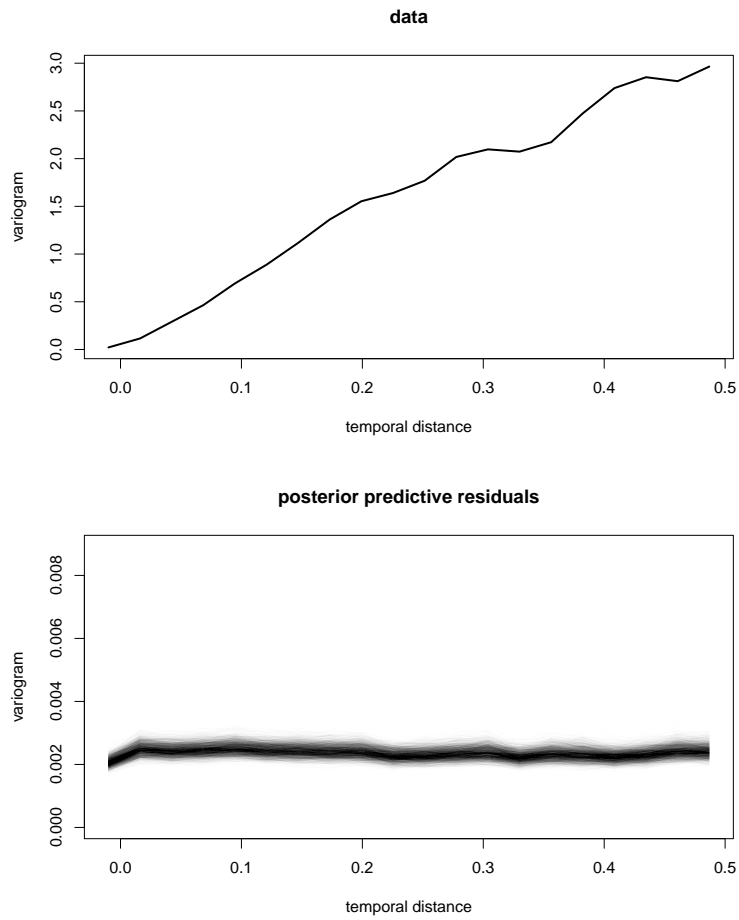 data
variogram
3.0
2.5
2.0
1.5
1.0
0.5
0.0
0.0 0.1 0.2 0.3 0.4 0.5
temporal distance
posterior predictive residuals
variogram
0.008
0.006
0.004
0.002
0.000
0.0 0.1 0.2 0.3 0.4 0.5
temporal distance